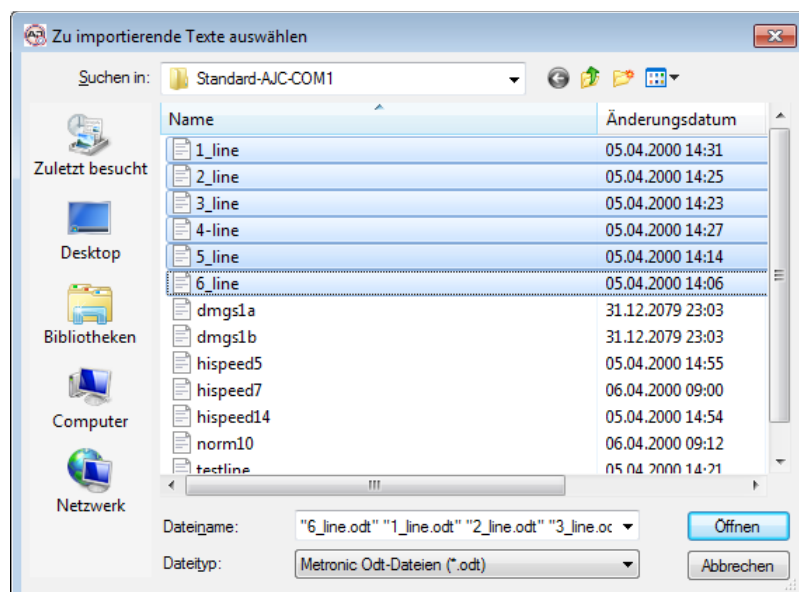 Zu importierende Texte auswählen
Suchen in: Standard-AJC-COM1
Name Änderungsdatum
1_line 05.04.2000 14:31
2_line 05.04.2000 14:25
3_line 05.04.2000 14:23
4-line 05.04.2000 14:27
5_line 05.04.2000 14:14
6_line 05.04.2000 14:06
dmgs1a 31.12.2079 23:03
dmgs1b 31.12.2079 23:03
hispeed5 05.04.2000 14:55
hispeed7 06.04.2000 09:00
hispeed14 05.04.2000 14:54
norm10 06.04.2000 09:12
testline 05.04.2000 14:21
Zuletzt besucht
Desktop
Bibliotheken
Computer
Netzwerk
Dateiname: "6_line.odt" "1_line.odt" "2_line.odt" "3_line.oc Öffnen
Dateityp: Metronic Odt-Dateien (*.odt) Abbrechen